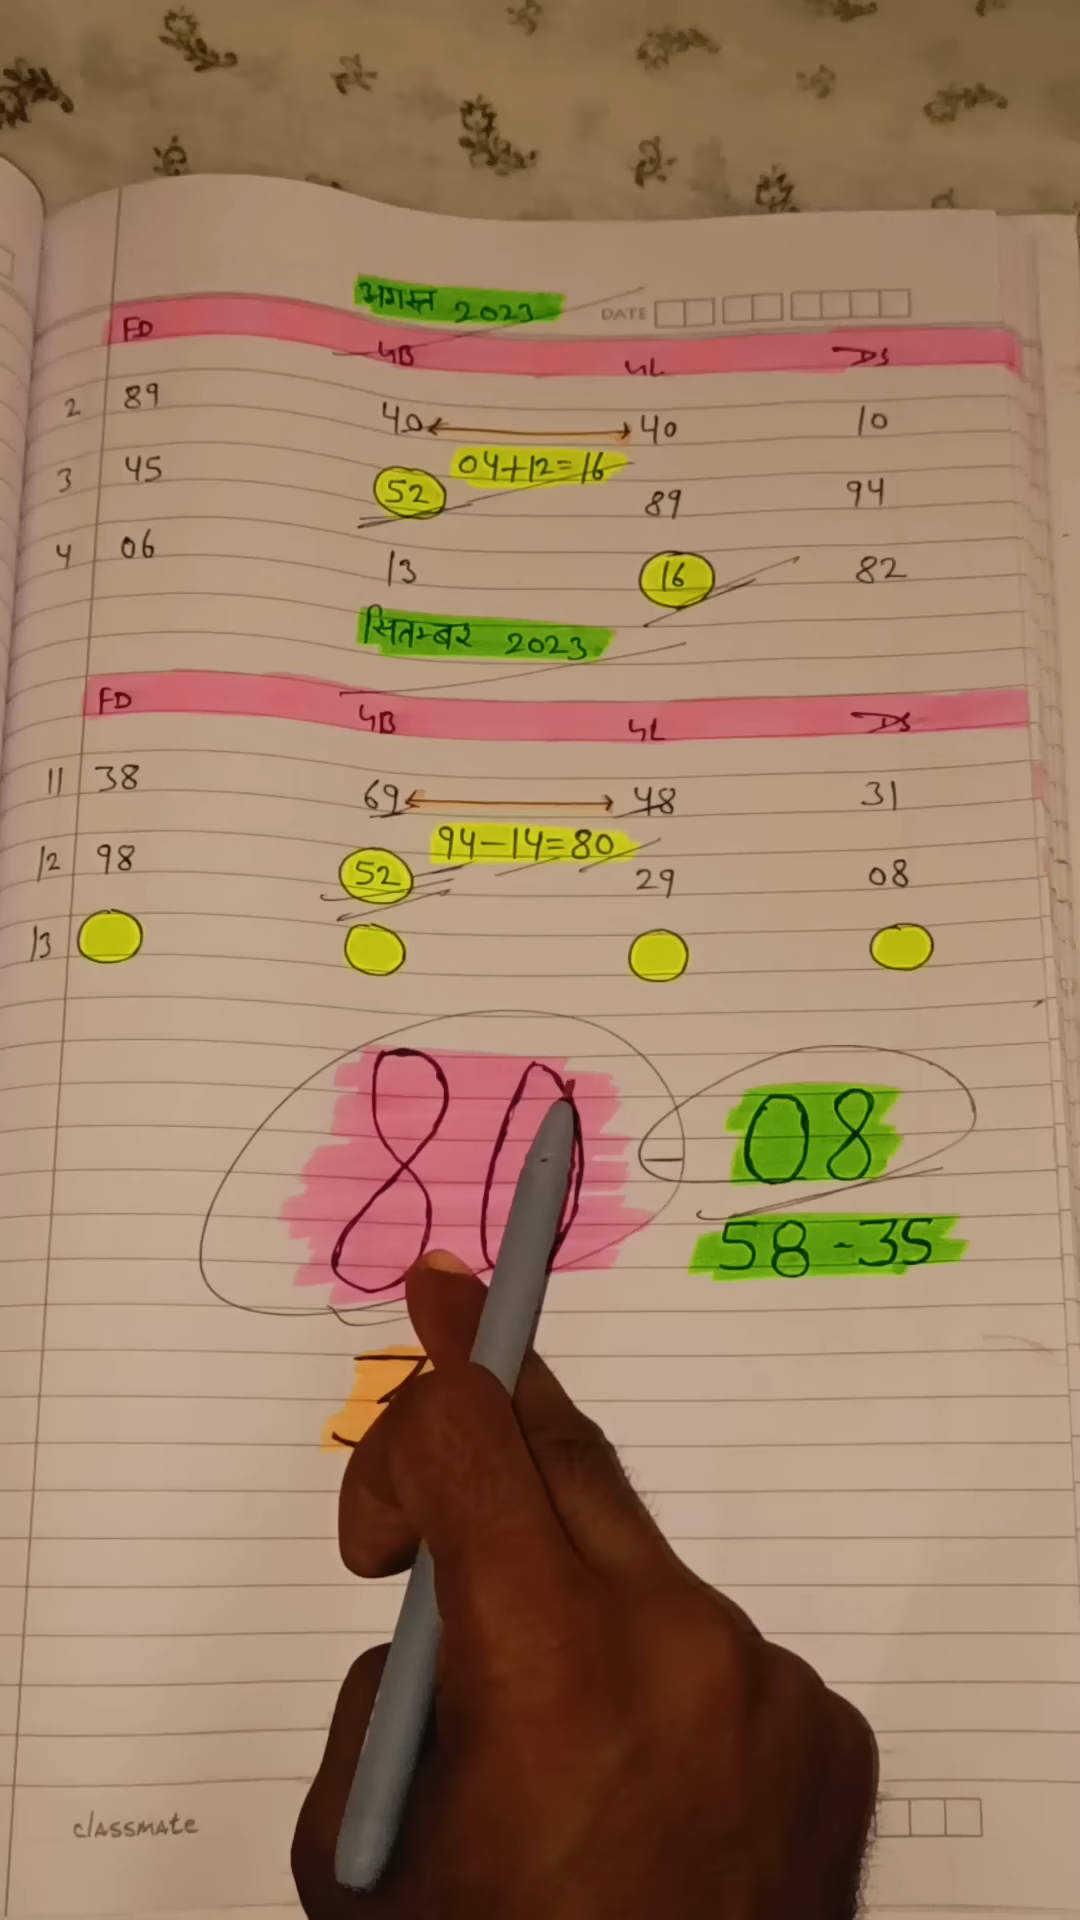 अगस्त 2023
DATE
FD GB GL DS
2 89 40 40 10
04+12=16
3 45 52 89 94
4 06 13 16 82
सितम्बर 2023
FD GB GL DS
11 38 69 48 31
94-14=80
12 98 52 29 08
13
80 - 08
58-35
classmate